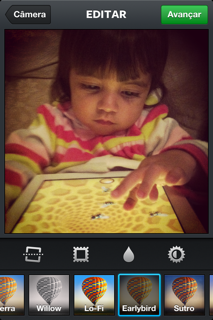 Câmera EDITAR Avançar
erra Willow Lo-Fi Earlybird Sutro